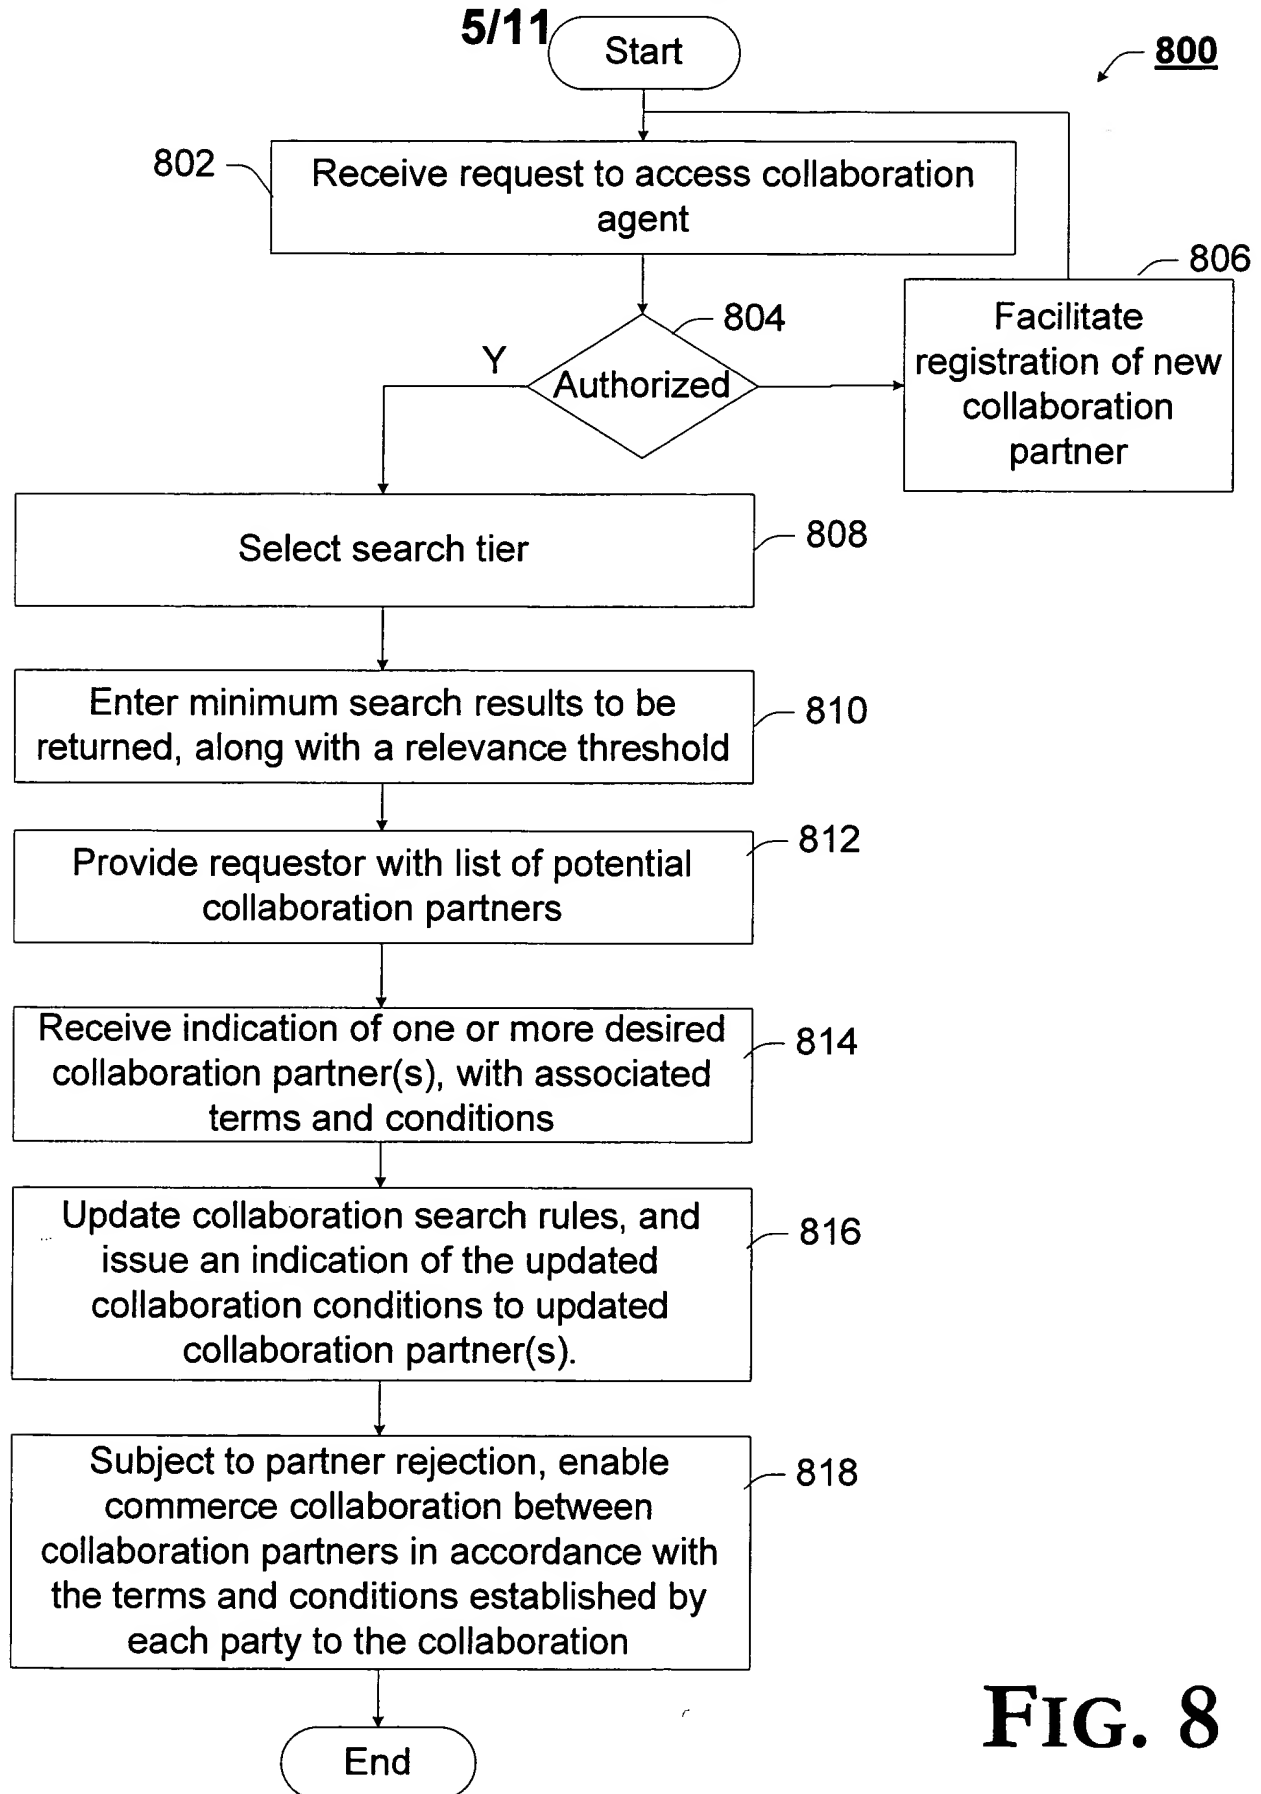 5/11
Start
800
802
Receive request to access collaboration
agent
806
804
Y
Authorized
Facilitate
registration of new
collaboration
partner
Select search tier
808
Enter minimum search results to be
returned, along with a relevance threshold
810
Provide requestor with list of potential
collaboration partners
812
Receive indication of one or more desired
collaboration partner(s), with associated
terms and conditions
814
Update collaboration search rules, and
issue an indication of the updated
collaboration conditions to updated
collaboration partner(s).
816
Subject to partner rejection, enable
commerce collaboration between
collaboration partners in accordance with
the terms and conditions established by
each party to the collaboration
818
End
FIG. 8